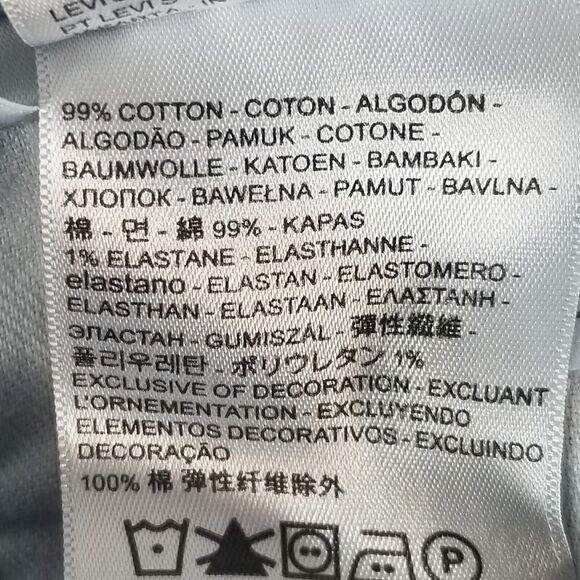 LEVI
PT LEVI S
99% COTTON - COTON - ALGODÓN -
ALGODÃO - PAMUK - COTONE -
BAUMWOLLE - KATOEN - BAMBAKI -
ХЛОПОК - BAWEŁNA - PAMUT - BAVLNA -
棉 - 면 - 綿 99% - KAPAS
1% ELASTANE - ELASTHANNE -
elastano - ELASTAN - ELASTOMERO -
ELASTHAN - ELASTAAN - ΕΛΑΣΤΑΝΗ -
ЭЛАСТАН - GUMISZÁL - 彈性纖維 -
폴리우레탄 - ポリウレタン 1%
EXCLUSIVE OF DECORATION - EXCLUANT
L'ORNEMENTATION - EXCLUYENDO
ELEMENTOS DECORATIVOS - EXCLUINDO
DECORAÇÃO
100% 棉 弹性纤维除外
P